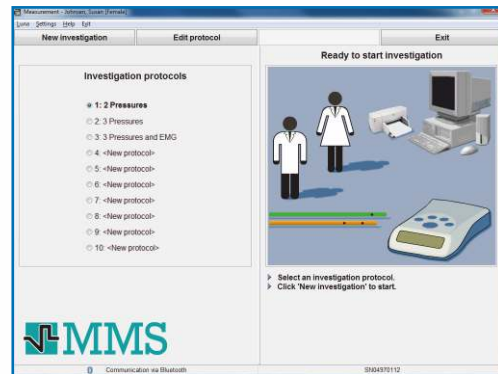 Measurement - Johnson, Susan [Female]
Luna Settings Help Exit
New investigation Edit protocol Exit
Investigation protocols
1: 2 Pressures
2: 3 Pressures
3: 3 Pressures and EMG
4: <New protocol>
5: <New protocol>
6: <New protocol>
7: <New protocol>
8: <New protocol>
9: <New protocol>
10: <New protocol>
Ready to start investigation
Select an investigation protocol.
Click 'New investigation' to start.
MMS
Communication via Bluetooth SN04970112